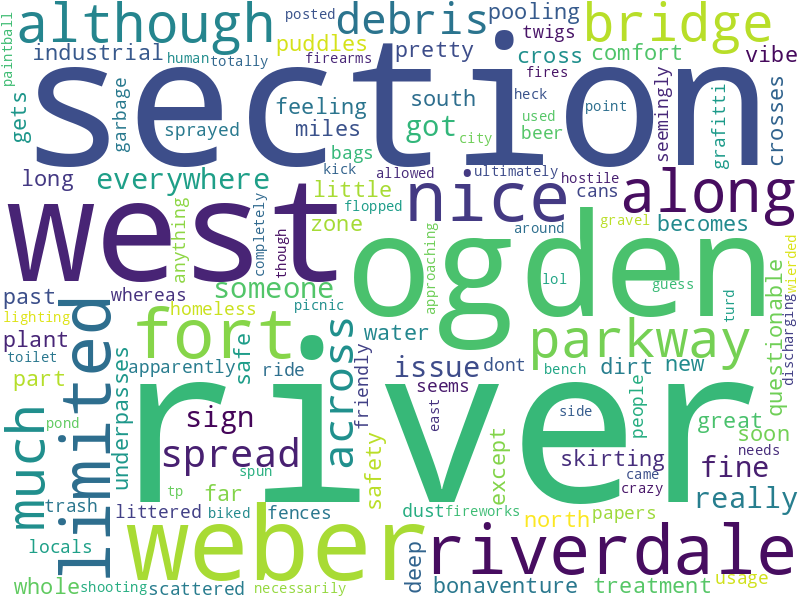 paintball
although
posted
debris
pooling
twigs
bridge
industrial
human
totally
puddles
firearms
pretty
cross
comfort
vibe
section
gets
garbage
sprayed
feeling
miles
south
got
heck
fires
used
beer
point
city
seemingly
grafitti
crosses
long
everywhere
bags
little
kick
allowed
nice
ultimately
hostile
cans
along
west
anything
completely
though
zone
flopped
approaching
ogden
around
gravel
becomes
past
whereas
someone
homeless
picnic
lol
guess
turd
questionable
discharging
wierded
lighting
plant
toilet
part
limited
fort
apparently
safe
ride
across
friendly
water
issue
seems
dont
parkway
bench
dirt
new
river
much
pond
underpasses
sign
spread
spun
safety
east
except
side
people
great
soon
needs
skirting
came
crazy
fine
really
trash
littered
tp
far
biked
fences
dust
fireworks
north
papers
locals
weber
riverdale
whole
shooting
scattered
necessarily
deep
bonaventure
treatment
usage